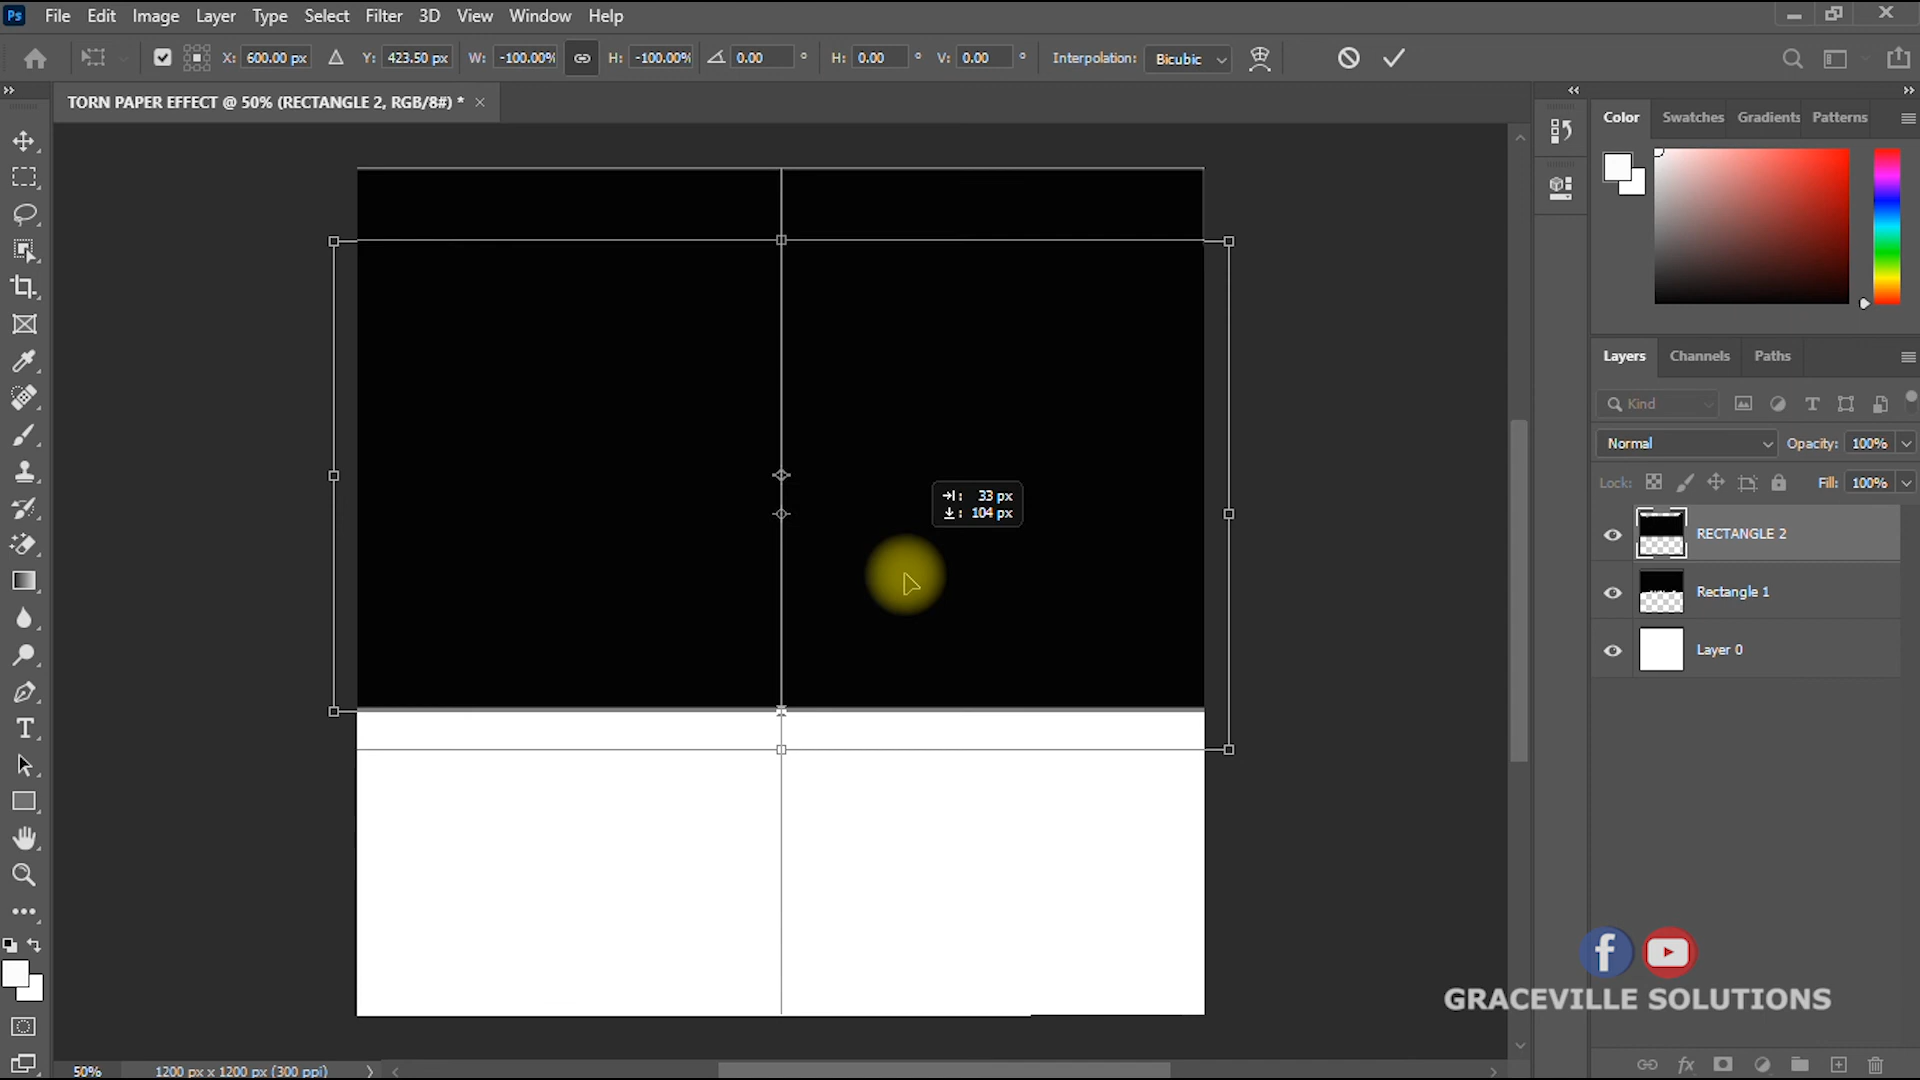 Ps File Edit Image Layer Type Select Filter 3D View Window Help
X: 600.00 px Y: 423.50 px W: -100.00% H: -100.00% 0.00 ° H: 0.00 ° V: 0.00 ° Interpolation: Bicubic
TORN PAPER EFFECT @ 50% (RECTANGLE 2, RGB/8#) * ×
Color Swatches Gradients Patterns
Layers Channels Paths
Kind
Normal Opacity: 100%
Lock: Fill: 100%
33 px
104 px
RECTANGLE 2
Rectangle 1
Layer 0
GRACEVILLE SOLUTIONS
50% 1200 px x 1200 px (300 ppi)